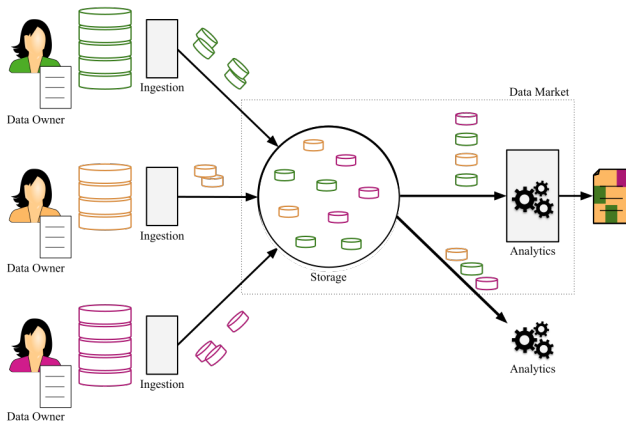 Data Market
Ingestion
Data Owner
Ingestion
Data Owner
Storage
Analytics
Ingestion
Analytics
Data Owner